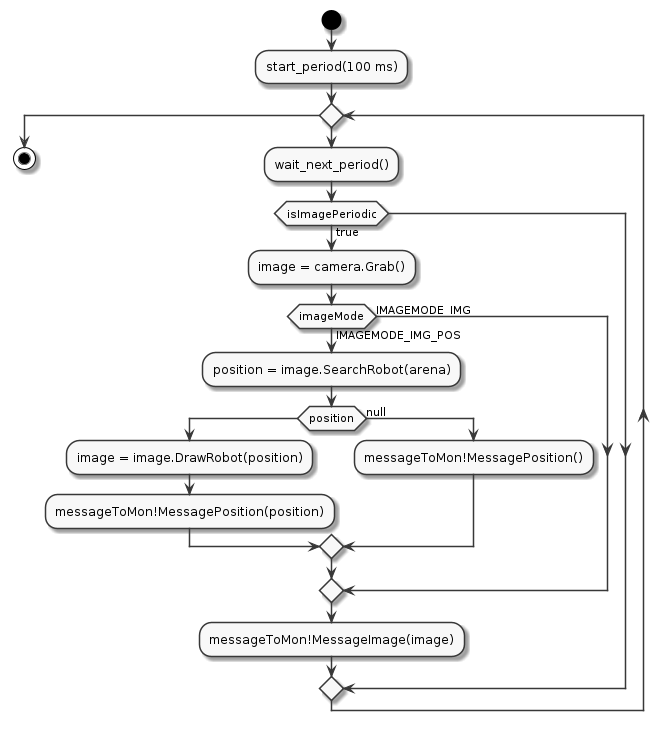 start_period(100 ms)
wait_next_period()
isImagePeriodic
true
image = camera.Grab()
imageMode
IMAGEMODE_IMG
IMAGEMODE_IMG_POS
position = image.SearchRobot(arena)
position
null
image = image.DrawRobot(position)
messageToMon!MessagePosition()
messageToMon!MessagePosition(position)
messageToMon!MessageImage(image)